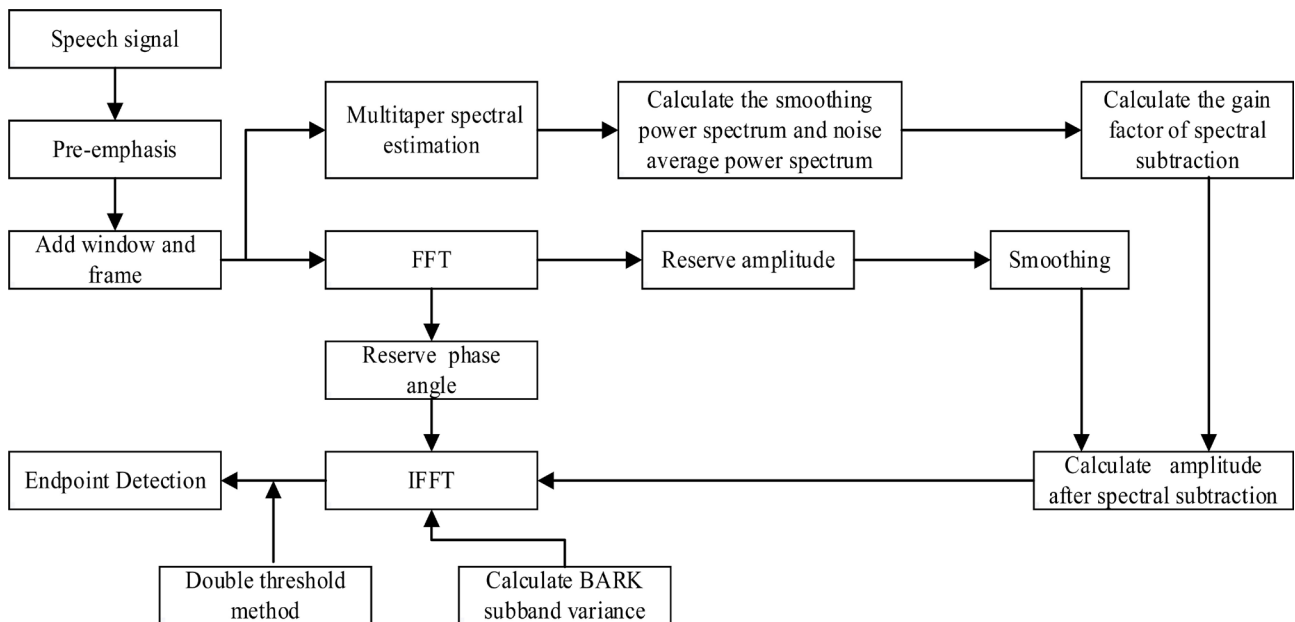 Speech signal
Pre-emphasis
Add window and
frame
Multitaper spectral
estimation
Calculate the smoothing
power spectrum and noise
average power spectrum
Calculate the gain
factor of spectral
subtraction
FFT
Reserve amplitude
Smoothing
Reserve phase
angle
Endpoint Detection
IFFT
Calculate amplitude
after spectral subtraction
Double threshold
method
Calculate BARK
subband variance